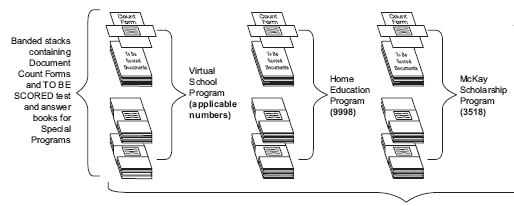 Banded stacks
containing
Document
Count Forms
and TO BE
SCORED test
and answer
books for
Special
Programs
Count
Form
To Be
Scored
Documents
Virtual
School
Program
(applicable
numbers)
Count
Form
To Be
Scored
Documents
Home
Education
Program
(9998)
Count
Form
To Be
Scored
Documents
McKay
Scholarship
Program
(3518)